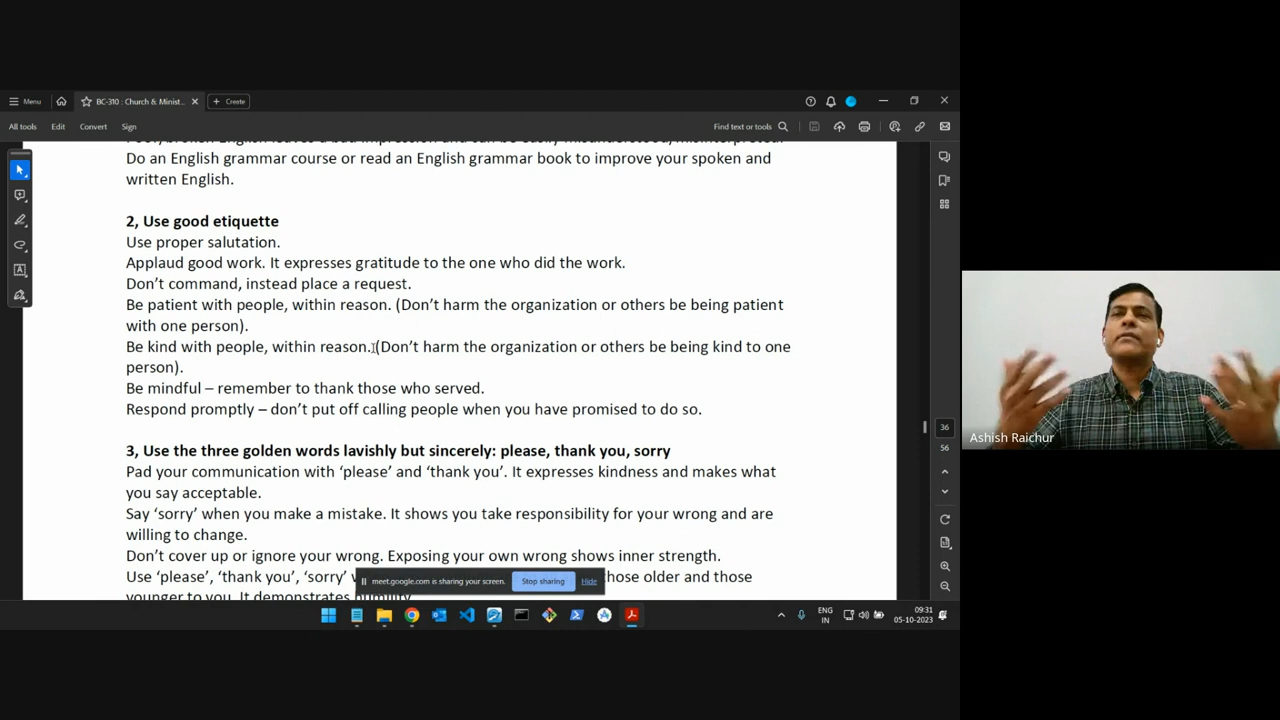 Menu
BC-310 : Church & Minist...
Create
All tools
Edit
Convert
Sign
Find text or tools
Do an English grammar course or read an English grammar book to improve your spoken and
written English.
2, Use good etiquette
Use proper salutation.
Applaud good work. It expresses gratitude to the one who did the work.
Don’t command, instead place a request.
Be patient with people, within reason. (Don’t harm the organization or others be being patient
with one person).
Be kind with people, within reason. (Don’t harm the organization or others be being kind to one
person).
Be mindful – remember to thank those who served.
Respond promptly – don’t put off calling people when you have promised to do so.
3, Use the three golden words lavishly but sincerely: please, thank you, sorry
Pad your communication with ‘please’ and ‘thank you’. It expresses kindness and makes what
you say acceptable.
Say ‘sorry’ when you make a mistake. It shows you take responsibility for your wrong and are
willing to change.
Don’t cover up or ignore your wrong. Exposing your own wrong shows inner strength.
Use ‘please’, ‘thank you’, ‘sorry’ those older and those
younger to you. It demonstrates humility.
meet.google.com is sharing your screen.
Stop sharing
Hide
36
56
ENG
IN
09:31
05-10-2023
Ashish Raichur